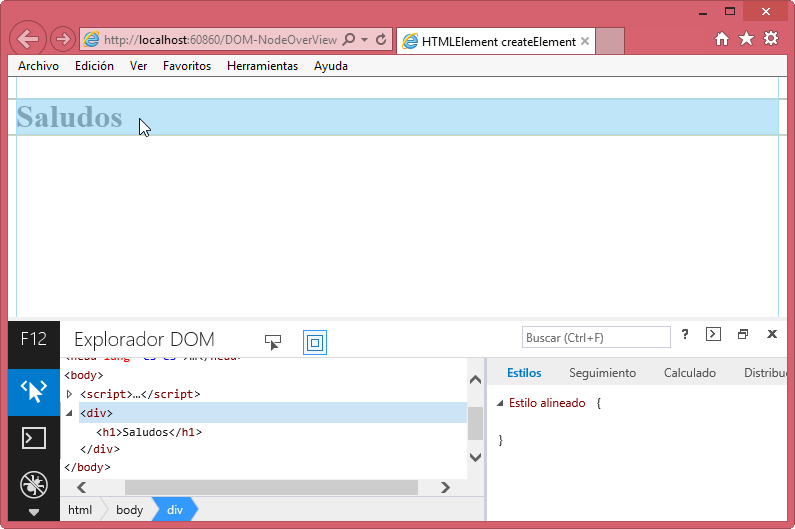 http://localhost:60860/DOM-NodeOverView
HTMLElement createElement
Archivo Edición Ver Favoritos Herramientas Ayuda
Saludos
F12 Explorador DOM Buscar (Ctrl+F) ?
<body>
<script>…</script>
<div>
<h1>Saludos</h1>
</div>
</body>
html body div
Estilos Seguimiento Calculado Distribu
Estilo alineado {
}